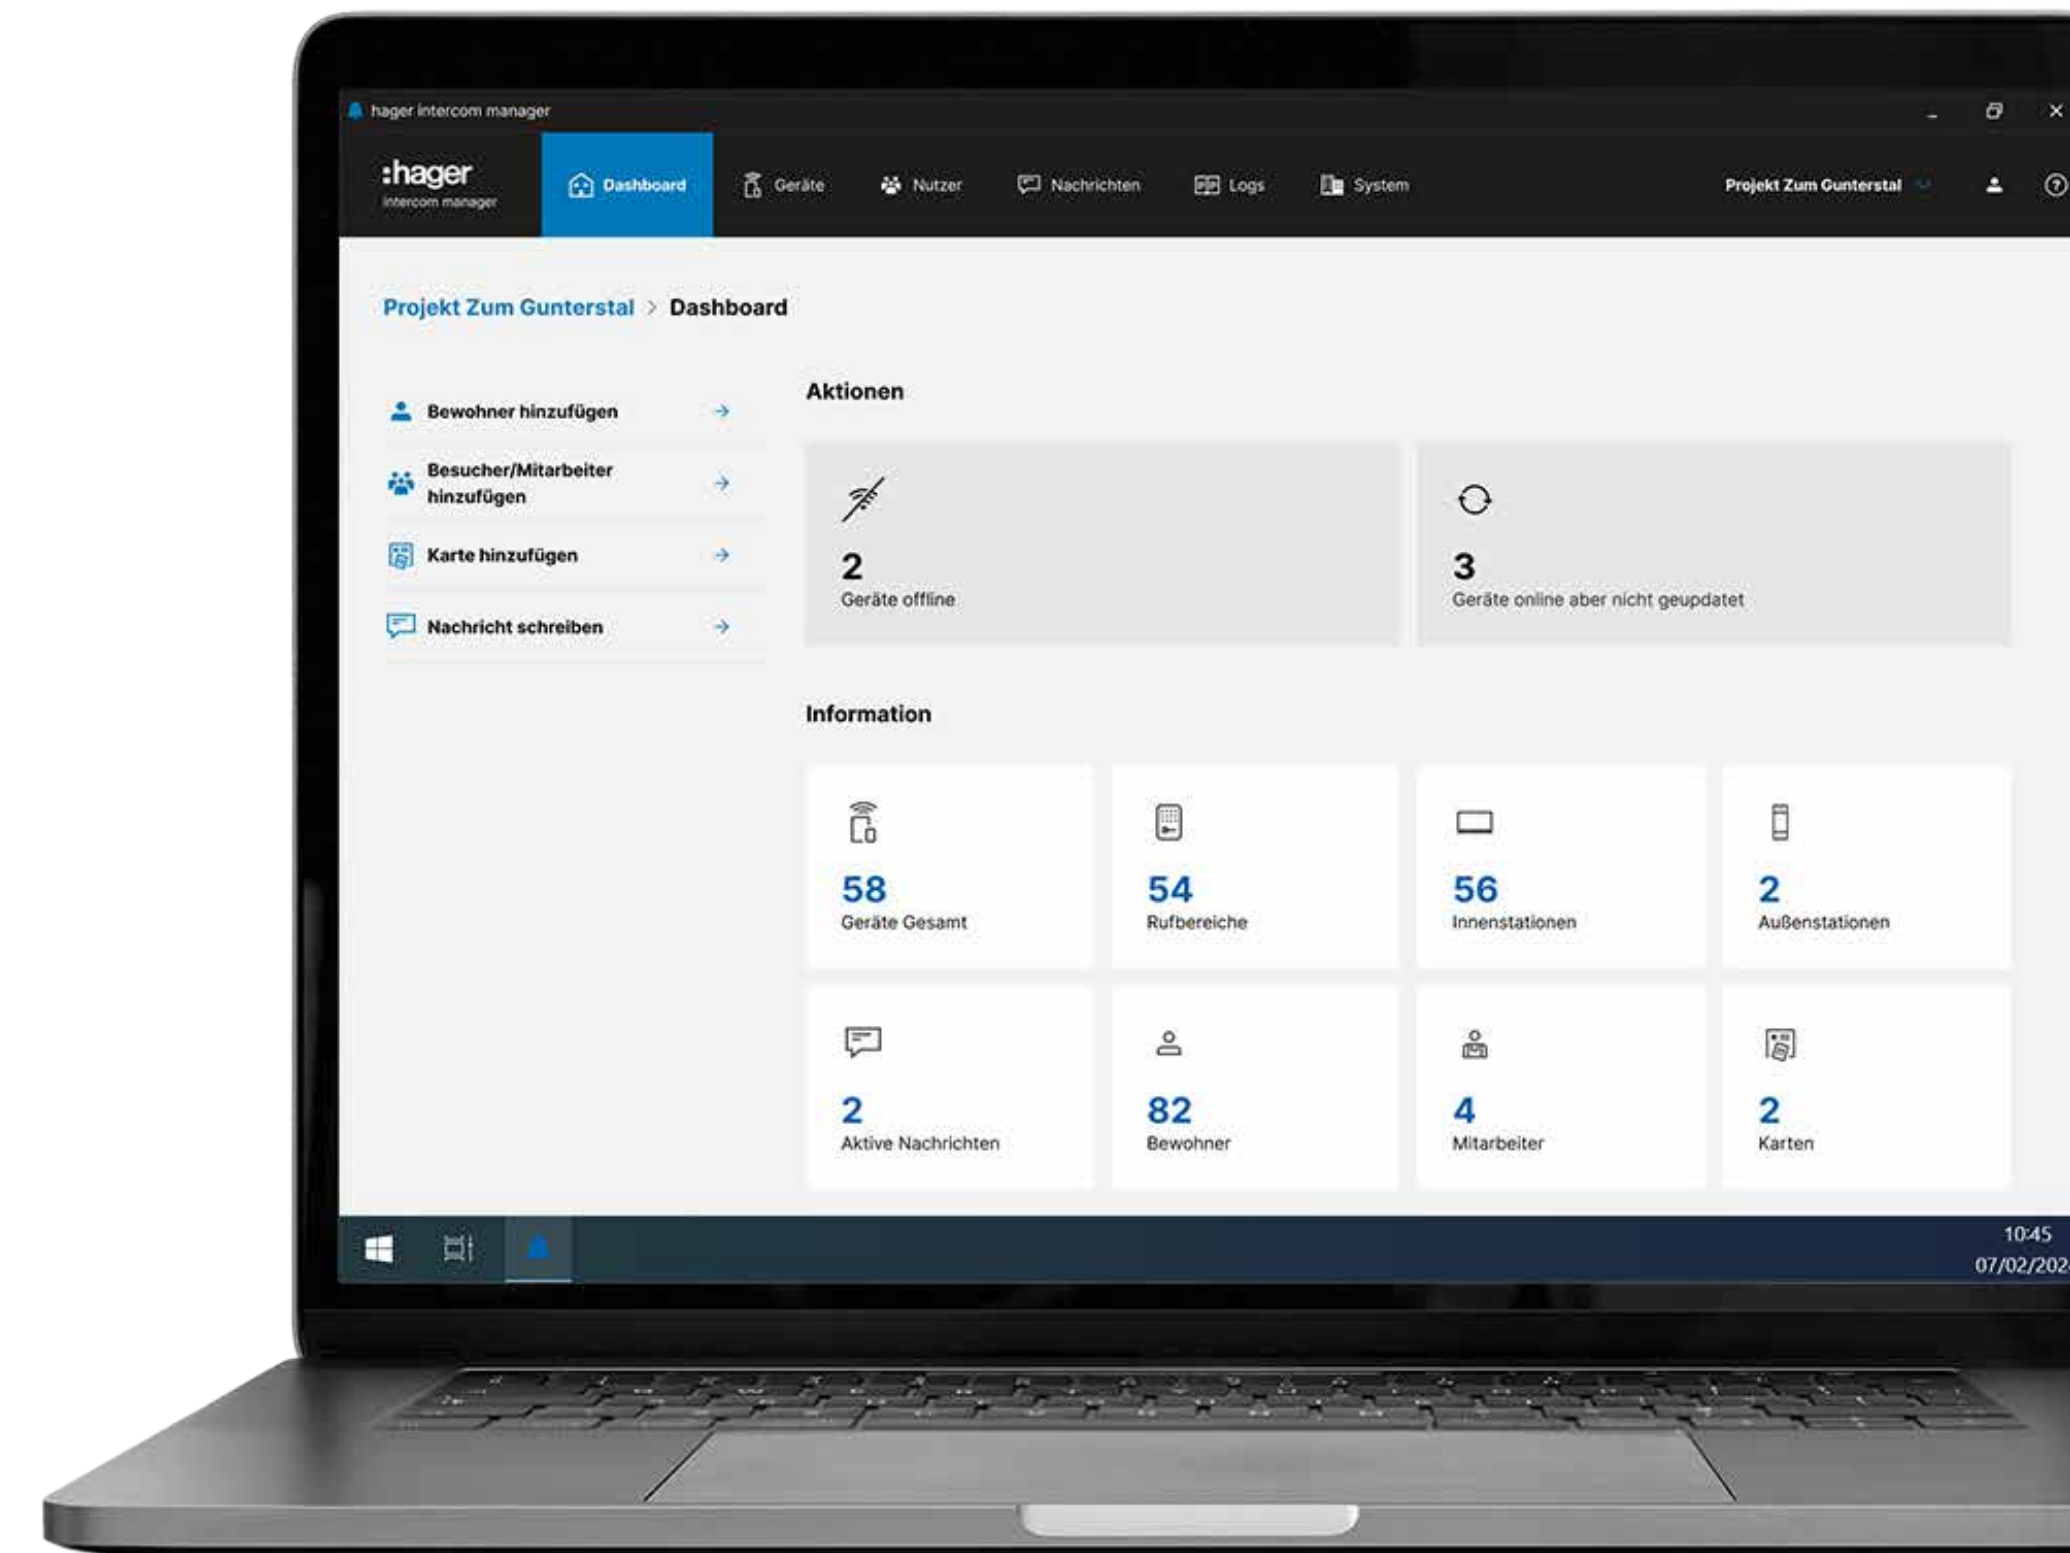 hager intercom manager
:hager
intercom manager
Dashboard
Geräte
Nutzer
Nachrichten
Logs
System
Projekt Zum Gunterstal
Projekt Zum Gunterstal > Dashboard
Bewohner hinzufügen
Besucher/Mitarbeiter
hinzufügen
Karte hinzufügen
Nachricht schreiben
Aktionen
2
Geräte offline
3
Geräte online aber nicht geupdatet
Information
58
Geräte Gesamt
54
Rufbereiche
56
Innenstationen
2
Außenstationen
2
Aktive Nachrichten
82
Bewohner
4
Mitarbeiter
2
Karten
10:45
07/02/202